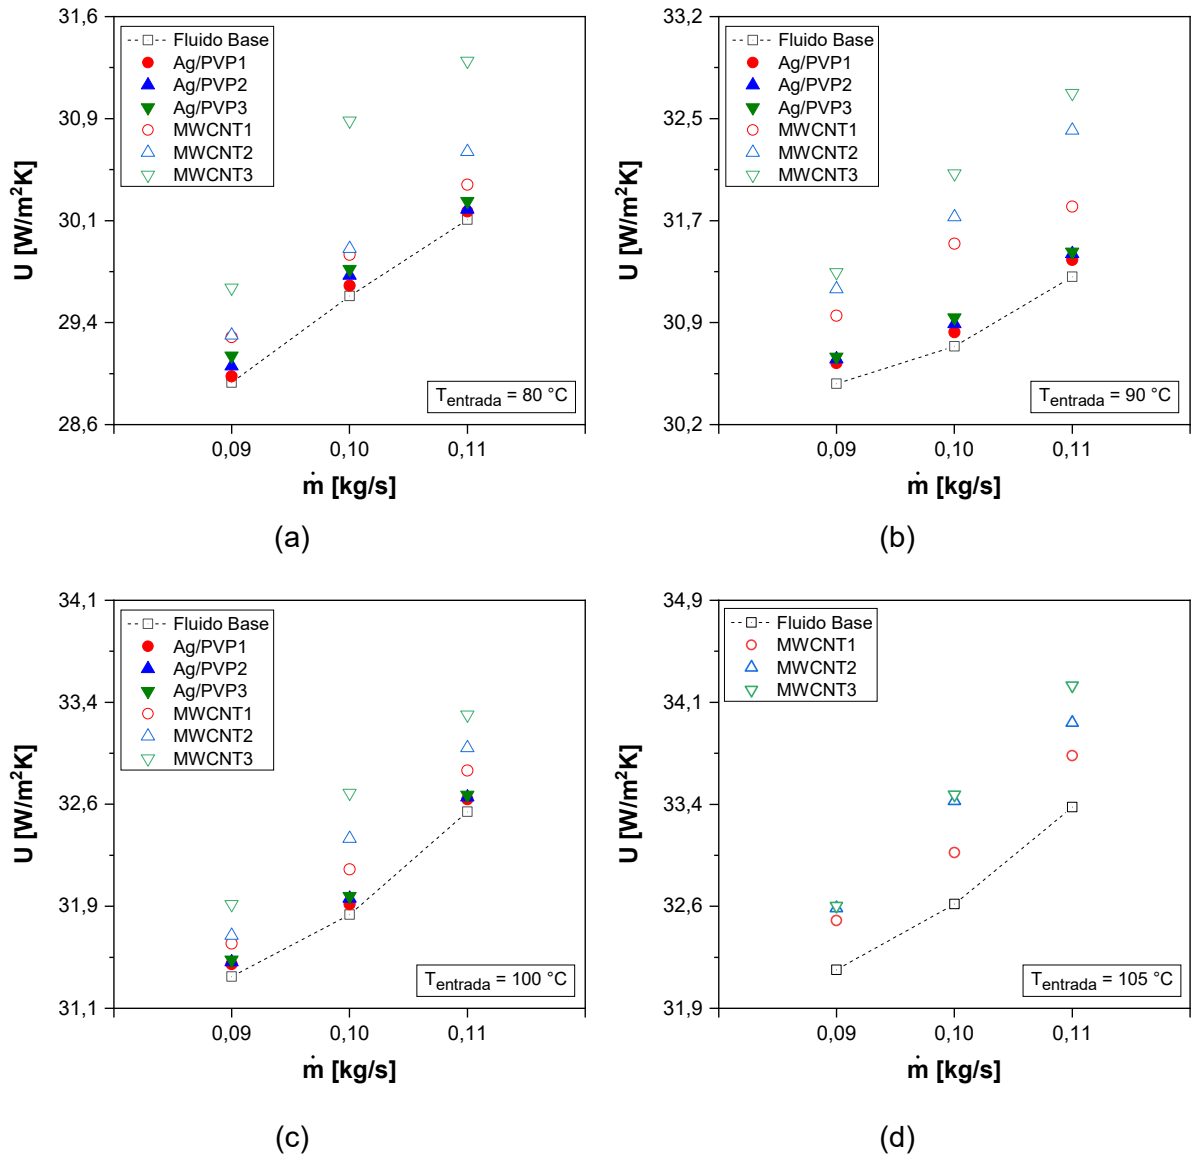 31,6
30,9
30,1
29,4
28,6
U [W/m²K]
Fluido Base
Ag/PVP1
Ag/PVP2
Ag/PVP3
MWCNT1
MWCNT2
MWCNT3
T entrada = 80 °C
0,09 0,10 0,11
ṁ [kg/s]
(a)
33,2
32,5
31,7
30,9
30,2
U [W/m²K]
Fluido Base
Ag/PVP1
Ag/PVP2
Ag/PVP3
MWCNT1
MWCNT2
MWCNT3
T entrada = 90 °C
0,09 0,10 0,11
ṁ [kg/s]
(b)
34,1
33,4
32,6
31,9
31,1
U [W/m²K]
Fluido Base
Ag/PVP1
Ag/PVP2
Ag/PVP3
MWCNT1
MWCNT2
MWCNT3
T entrada = 100 °C
0,09 0,10 0,11
ṁ [kg/s]
(c)
34,9
34,1
33,4
32,6
31,9
U [W/m²K]
Fluido Base
MWCNT1
MWCNT2
MWCNT3
T entrada = 105 °C
0,09 0,10 0,11
ṁ [kg/s]
(d)